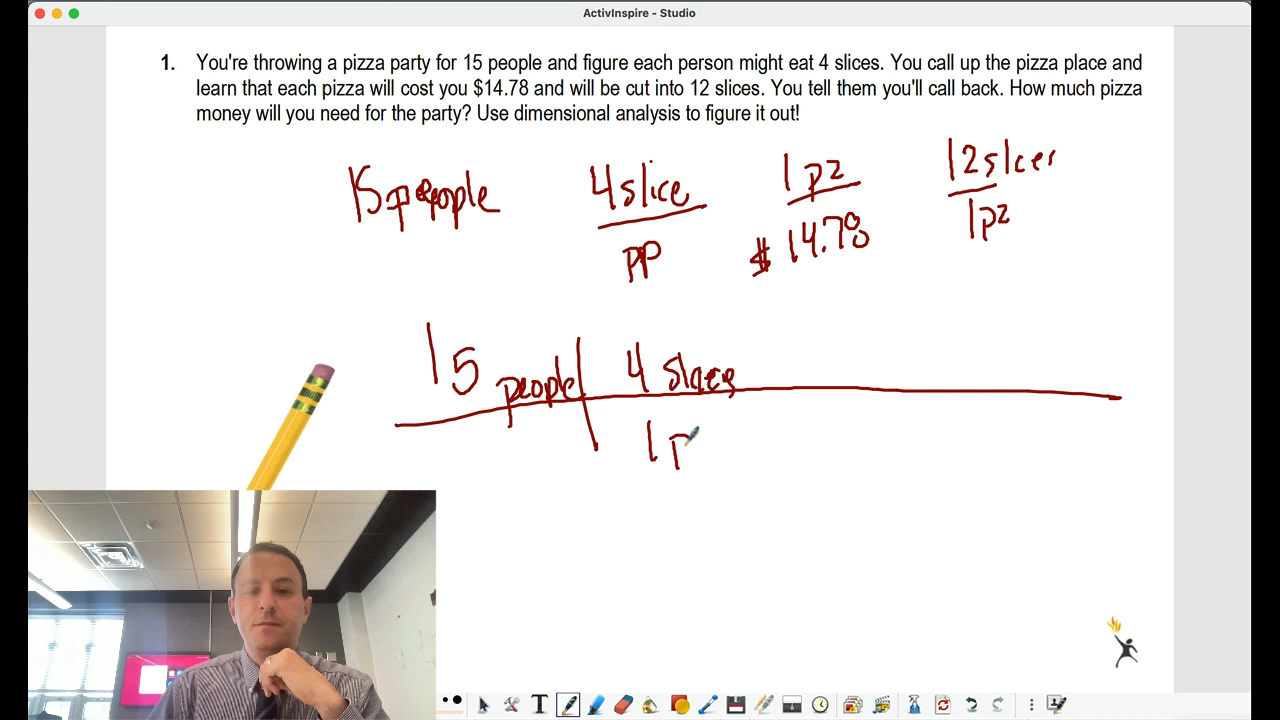 ActivInspire - Studio
1. You're throwing a pizza party for 15 people and figure each person might eat 4 slices. You call up the pizza place and
learn that each pizza will cost you $14.78 and will be cut into 12 slices. You tell them you'll call back. How much pizza
money will you need for the party? Use dimensional analysis to figure it out!
15 people 4 slice 1 pz 12 slices
pp $ 14.78 1pz
15 people 4 slices
1 p
T